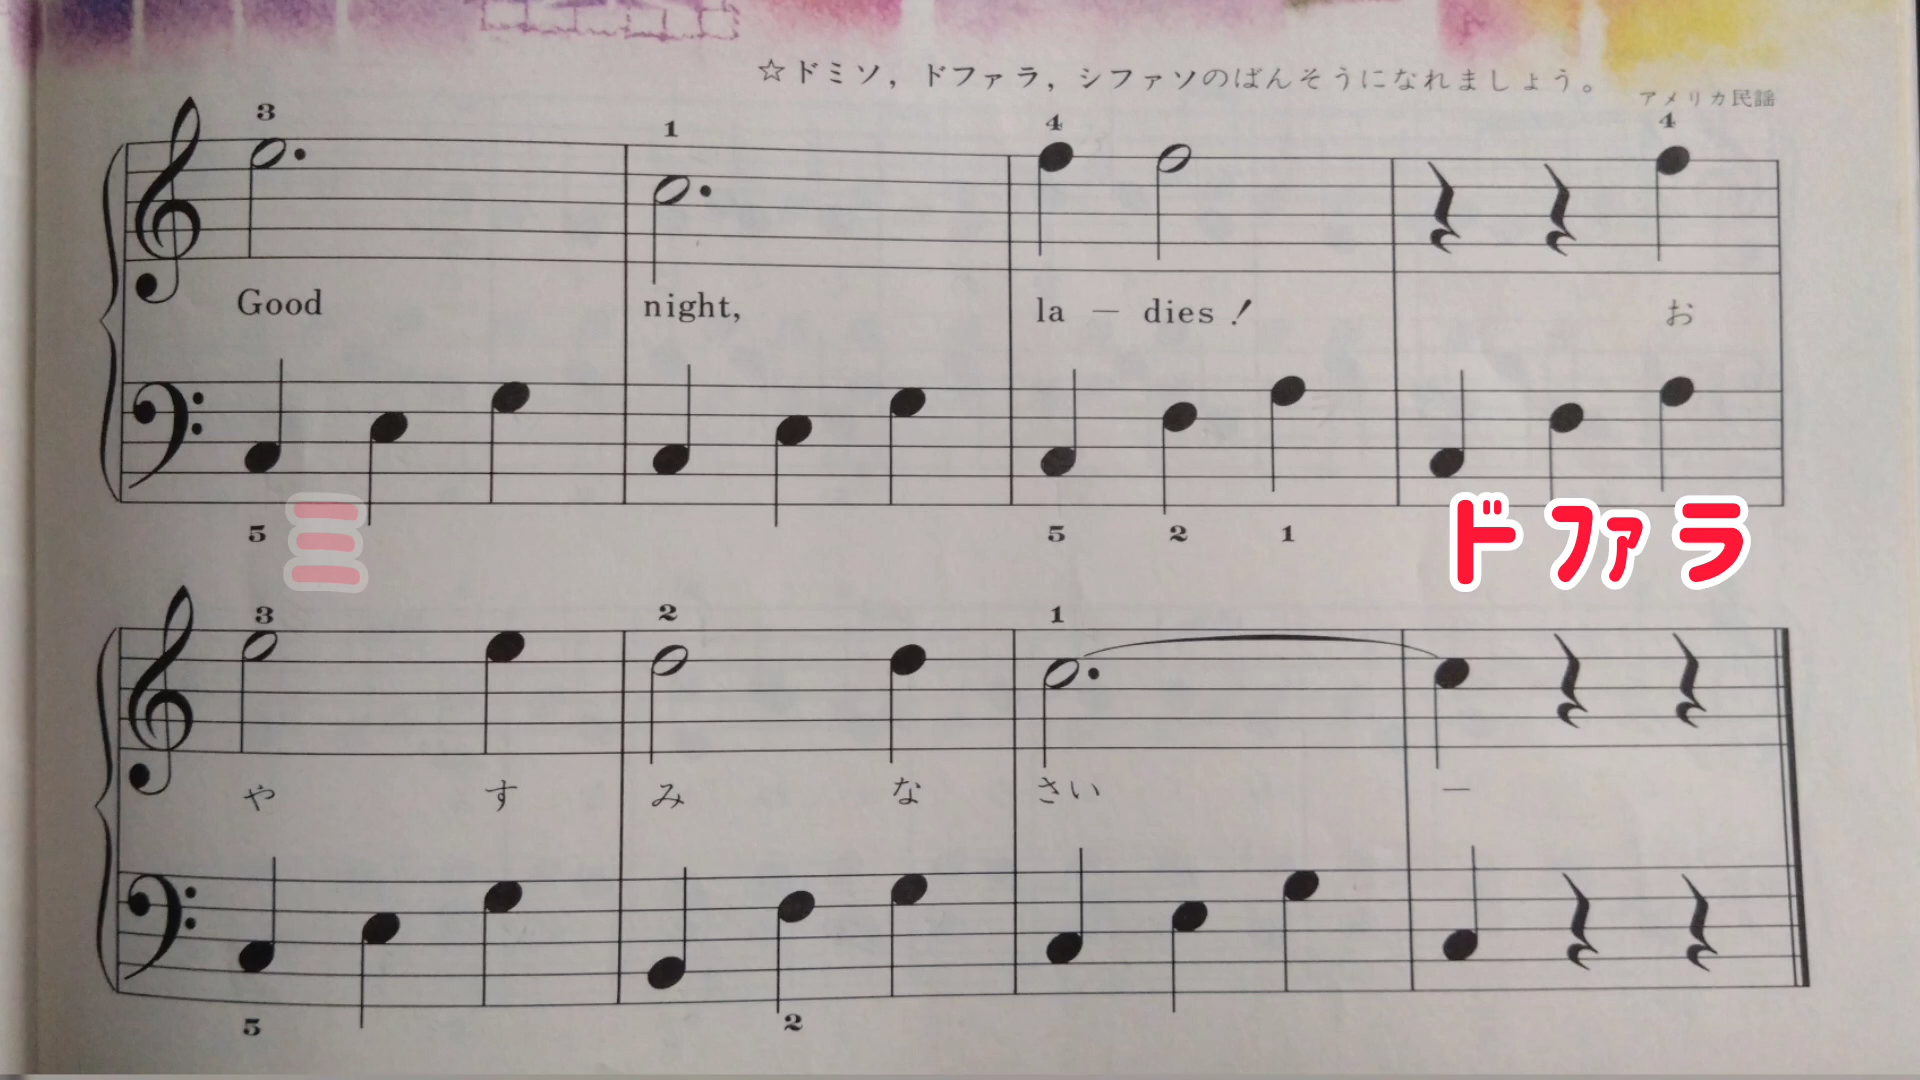 ☆ドミソ，ドファラ，シファソのばんそうになれましょう。
アメリカ民謡
3 1 4 4
Good night, la － dies！ お
5 5 2 1
ミ ドファラ
3 2 1
や す み な さい ー
5 2